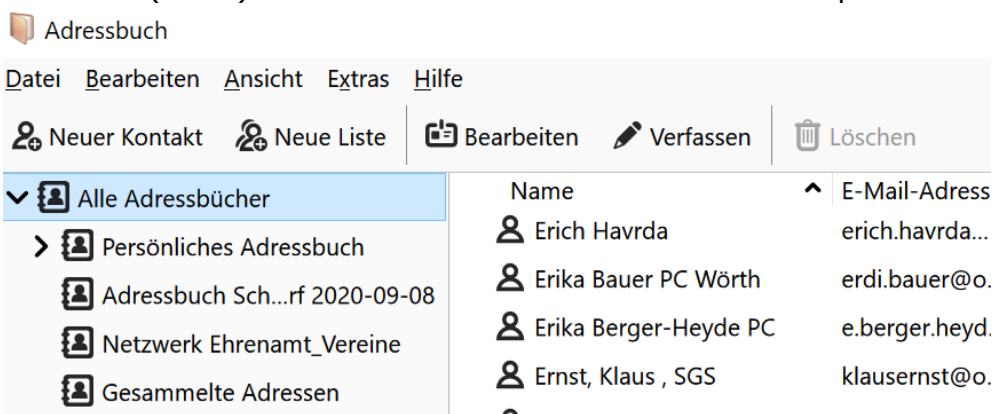 Adressbuch
Datei Bearbeiten Ansicht Extras Hilfe
Neuer Kontakt Neue Liste Bearbeiten Verfassen Löschen
Alle Adressbücher
Persönliches Adressbuch
Adressbuch Sch...rf 2020-09-08
Netzwerk Ehrenamt_Vereine
Gesammelte Adressen
Name E-Mail-Adress
Erich Havrda erich.havrda...
Erika Bauer PC Wörth erdi.bauer@o.
Erika Berger-Heyde PC e.berger.heyd.
Ernst, Klaus , SGS klausernst@o.